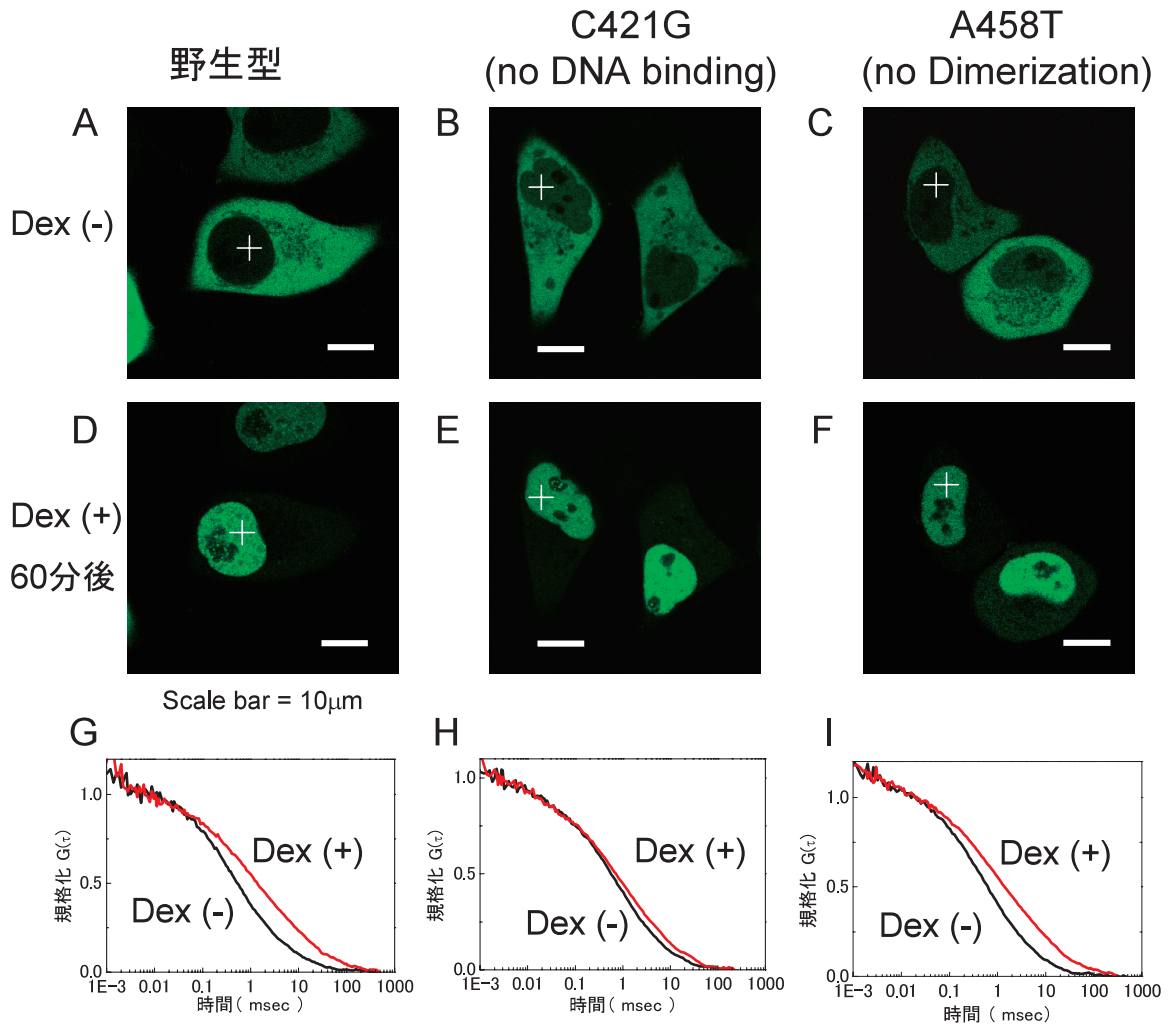 野生型
C421G
(no DNA binding)
A458T
(no Dimerization)
A
B
C
Dex (-)
D
E
F
Dex (+)
60分後
Scale bar = 10μm
G
H
I
規格化 G(τ)
1.0
0.5
0.0
Dex (+)
Dex (-)
1E-3 0.01 0.1 1 10 100 1000
時間( msec )
規格化 G(τ)
1.0
0.5
0.0
Dex (+)
Dex (-)
1E-3 0.01 0.1 1 10 100 1000
時間( msec )
規格化 G(τ)
1.0
0.5
0.0
Dex (+)
Dex (-)
1E-3 0.01 0.1 1 10 100 1000
時間( msec)